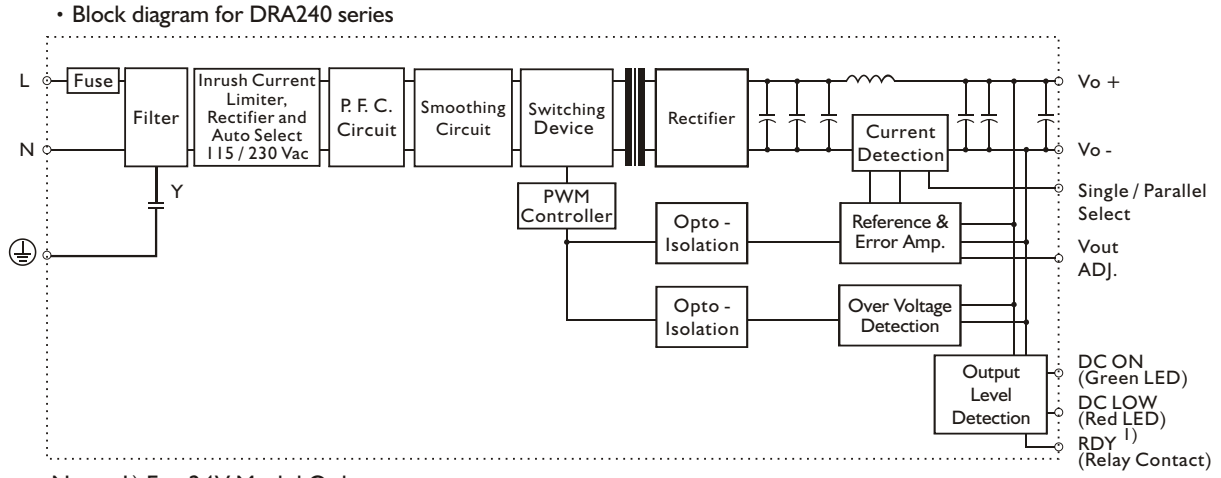 • Block diagram for DRA240 series
L
Fuse
N
Filter
Y
Inrush Current
Limiter,
Rectifier and
Auto Select
115 / 230 Vac
P. F. C.
Circuit
Smoothing
Circuit
Switching
Device
PWM
Controller
Rectifier
Current
Detection
Opto -
Isolation
Reference &
Error Amp.
Opto -
Isolation
Over Voltage
Detection
Output
Level
Detection
Vo +
Vo -
Single / Parallel
Select
Vout
ADJ.
DC ON
(Green LED)
DC LOW
(Red LED)
RDY 1)
(Relay Contact)